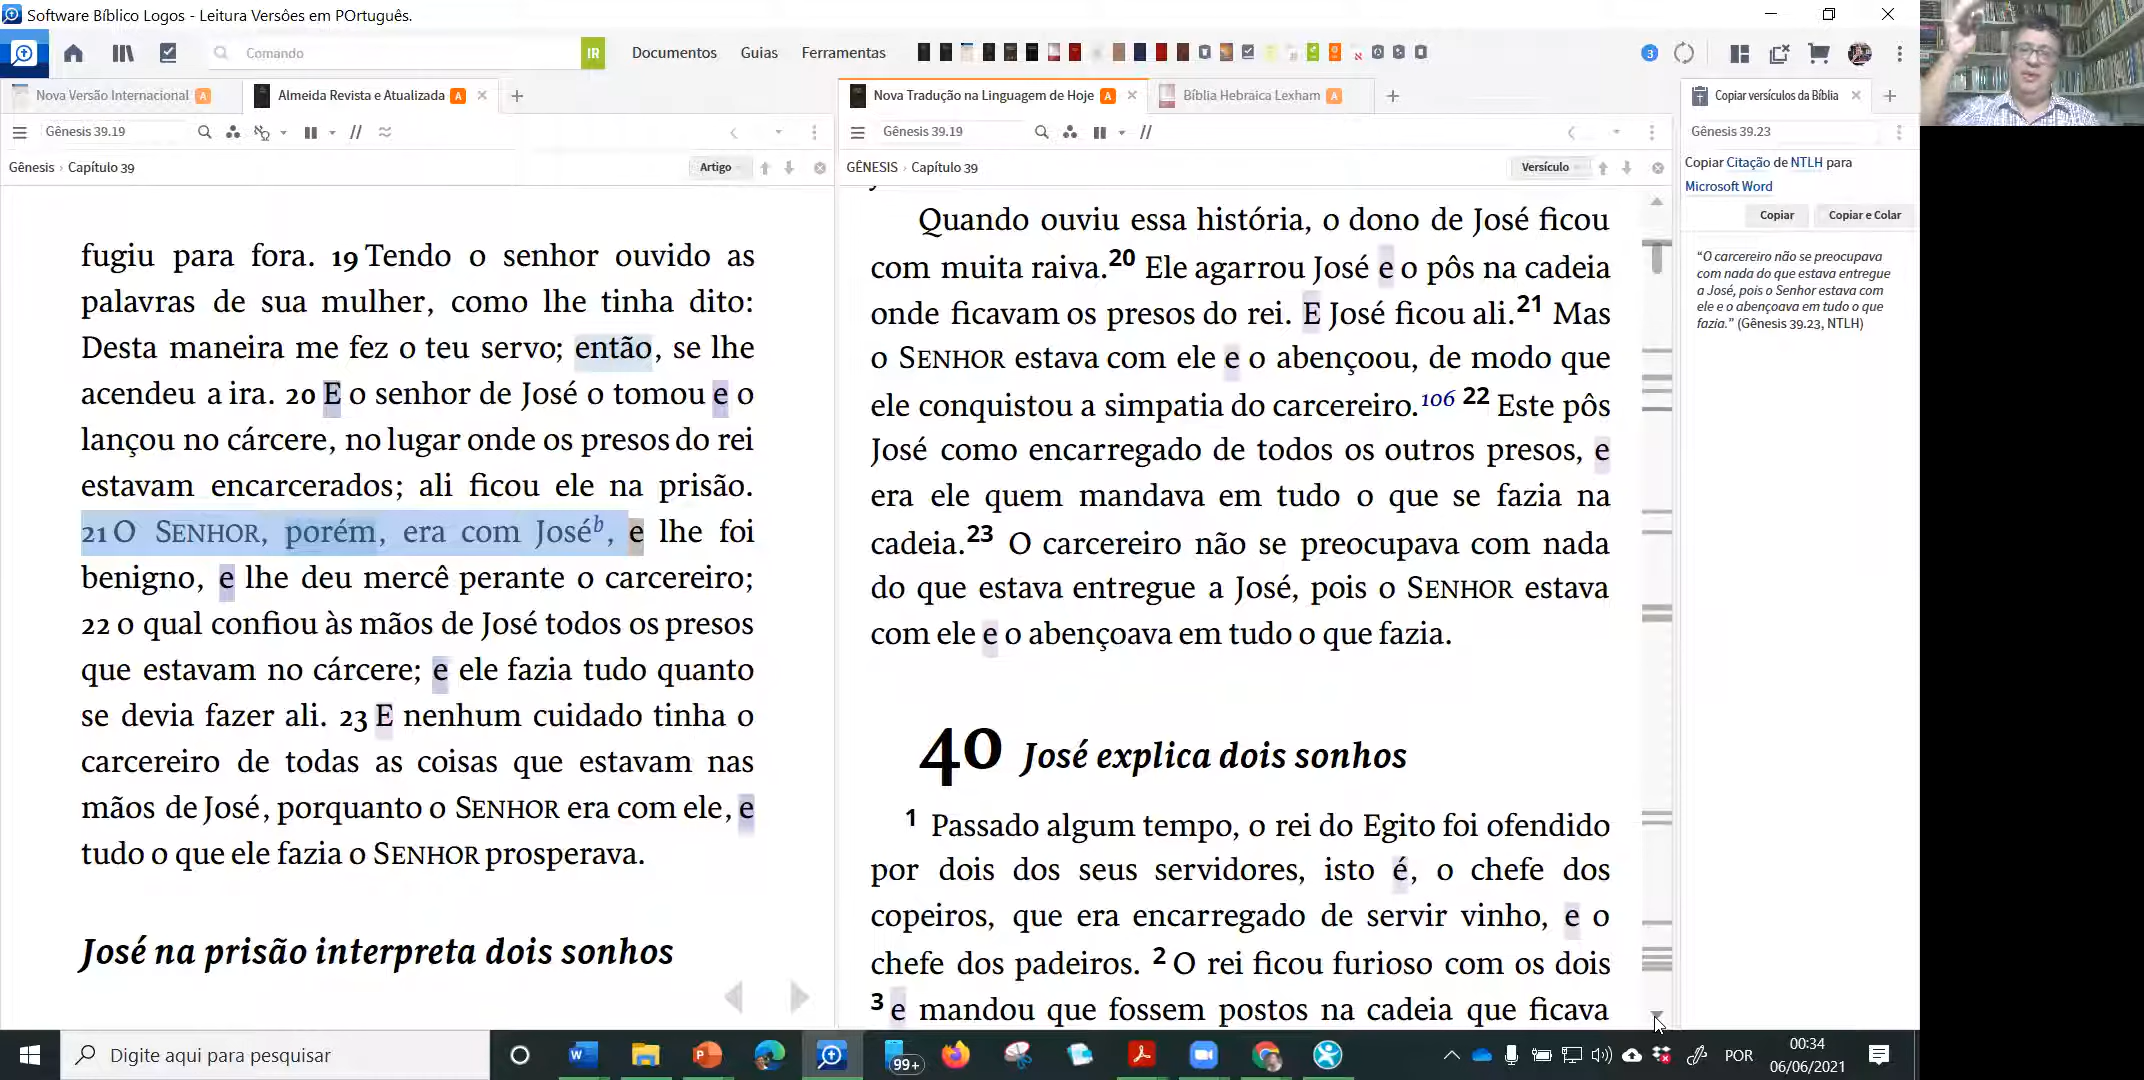 Software Bíblico Logos - Leitura Versôes em POrtuguês.
Comando
IR
Documentos
Guias
Ferramentas
3
Nova Versão Internacional A
Almeida Revista e Atualizada A
Nova Tradução na Linguagem de Hoje A
Bíblia Hebraica Lexham A
Copiar versículos da Bíblia
Gênesis 39.19
Gênesis › Capítulo 39
Artigo
fugiu para fora. 19 Tendo o senhor ouvido as
palavras de sua mulher, como lhe tinha dito:
Desta maneira me fez o teu servo; então, se lhe
acendeu a ira. 20 E o senhor de José o tomou e o
lançou no cárcere, no lugar onde os presos do rei
estavam encarcerados; ali ficou ele na prisão.
21 O SENHOR, porém, era com José b, e lhe foi
benigno, e lhe deu mercê perante o carcereiro;
22 o qual confiou às mãos de José todos os presos
que estavam no cárcere; e ele fazia tudo quanto
se devia fazer ali. 23 E nenhum cuidado tinha o
carcereiro de todas as coisas que estavam nas
mãos de José, porquanto o SENHOR era com ele, e
tudo o que ele fazia o SENHOR prosperava.
José na prisão interpreta dois sonhos
Gênesis 39.19
GÊNESIS › Capítulo 39
Versículo
Quando ouviu essa história, o dono de José ficou
com muita raiva. 20 Ele agarrou José e o pôs na cadeia
onde ficavam os presos do rei. E José ficou ali. 21 Mas
o SENHOR estava com ele e o abençoou, de modo que
ele conquistou a simpatia do carcereiro. 106 22 Este pôs
José como encarregado de todos os outros presos, e
era ele quem mandava em tudo o que se fazia na
cadeia. 23 O carcereiro não se preocupava com nada
do que estava entregue a José, pois o SENHOR estava
com ele e o abençoava em tudo o que fazia.
40 José explica dois sonhos
1 Passado algum tempo, o rei do Egito foi ofendido
por dois dos seus servidores, isto é, o chefe dos
copeiros, que era encarregado de servir vinho, e o
chefe dos padeiros. 2 O rei ficou furioso com os dois
3 e mandou que fossem postos na cadeia que ficava
Gênesis 39.23
Copiar Citação de NTLH para
Microsoft Word
Copiar
Copiar e Colar
“O carcereiro não se preocupava
com nada do que estava entregue
a José, pois o Senhor estava com
ele e o abençoava em tudo o que
fazia.” (Gênesis 39.23, NTLH)
Digite aqui para pesquisar
99+
POR
00:34
06/06/2021